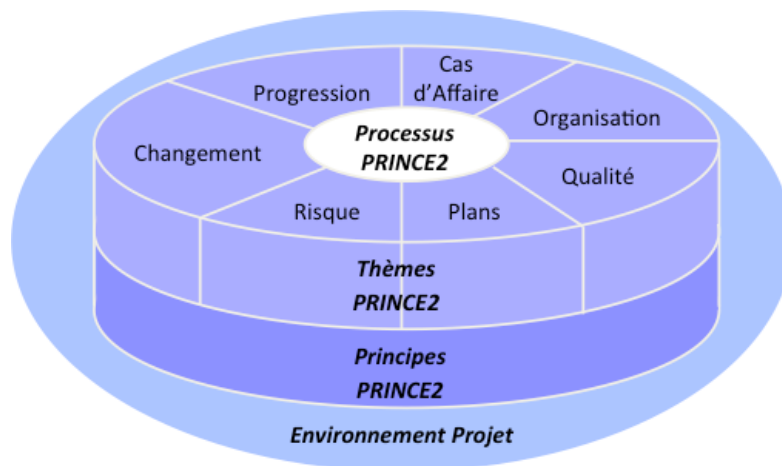 Cas
d'Affaire
Progression
Organisation
Processus
PRINCE2
Changement
Qualité
Risque
Plans
Thèmes
PRINCE2
Principes
PRINCE2
Environnement Projet